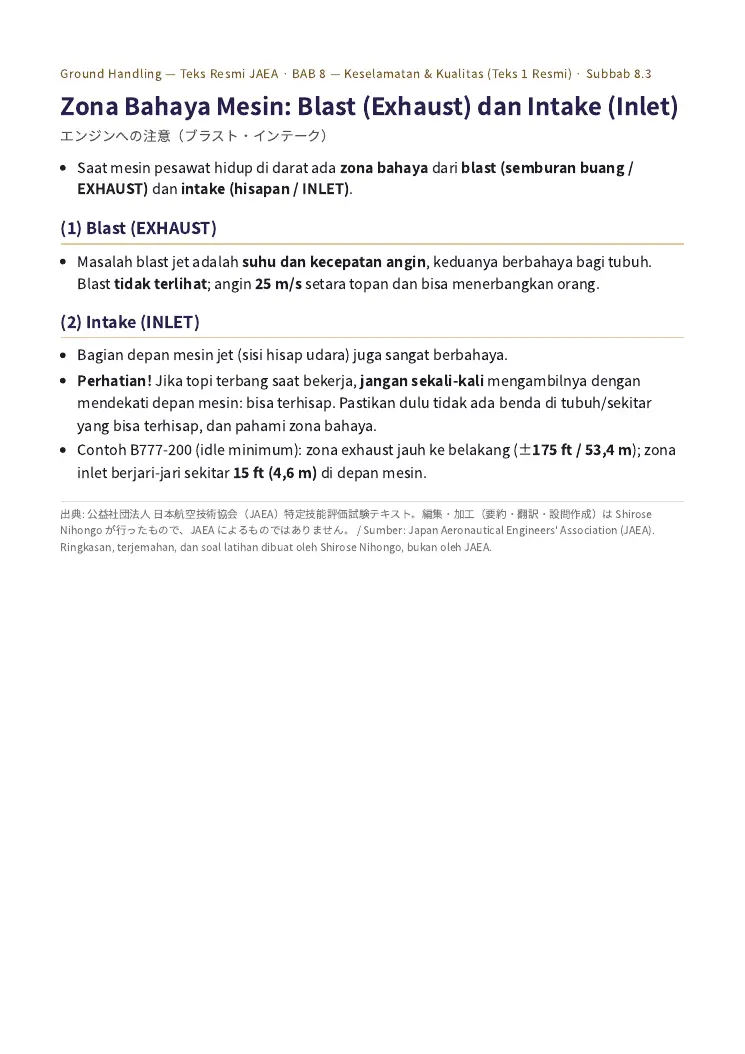 Ground Handling — Teks Resmi JAEA · BAB 8 — Keselamatan & Kualitas (Teks 1 Resmi) · Subbab 8.3
Zona Bahaya Mesin: Blast (Exhaust) dan Intake (Inlet)
エンジンへの注意（ブラスト・インテーク）
• Saat mesin pesawat hidup di darat ada zona bahaya dari blast (semburan buang /
EXHAUST) dan intake (hisapan / INLET).
(1) Blast (EXHAUST)
• Masalah blast jet adalah suhu dan kecepatan angin, keduanya berbahaya bagi tubuh.
Blast tidak terlihat; angin 25 m/s setara topan dan bisa menerbangkan orang.
(2) Intake (INLET)
• Bagian depan mesin jet (sisi hisap udara) juga sangat berbahaya.
• Perhatian! Jika topi terbang saat bekerja, jangan sekali-kali mengambilnya dengan
mendekati depan mesin: bisa terhisap. Pastikan dulu tidak ada benda di tubuh/sekitar
yang bisa terhisap, dan pahami zona bahaya.
• Contoh B777-200 (idle minimum): zona exhaust jauh ke belakang (±175 ft / 53,4 m); zona
inlet berjari-jari sekitar 15 ft (4,6 m) di depan mesin.
出典: 公益社団法人 日本航空技術協会（JAEA）特定技能評価試験テキスト。編集・加工（要約・翻訳・設問作成）は Shirose
Nihongo が行ったもので、JAEA によるものではありません。 / Sumber: Japan Aeronautical Engineers' Association (JAEA).
Ringkasan, terjemahan, dan soal latihan dibuat oleh Shirose Nihongo, bukan oleh JAEA.